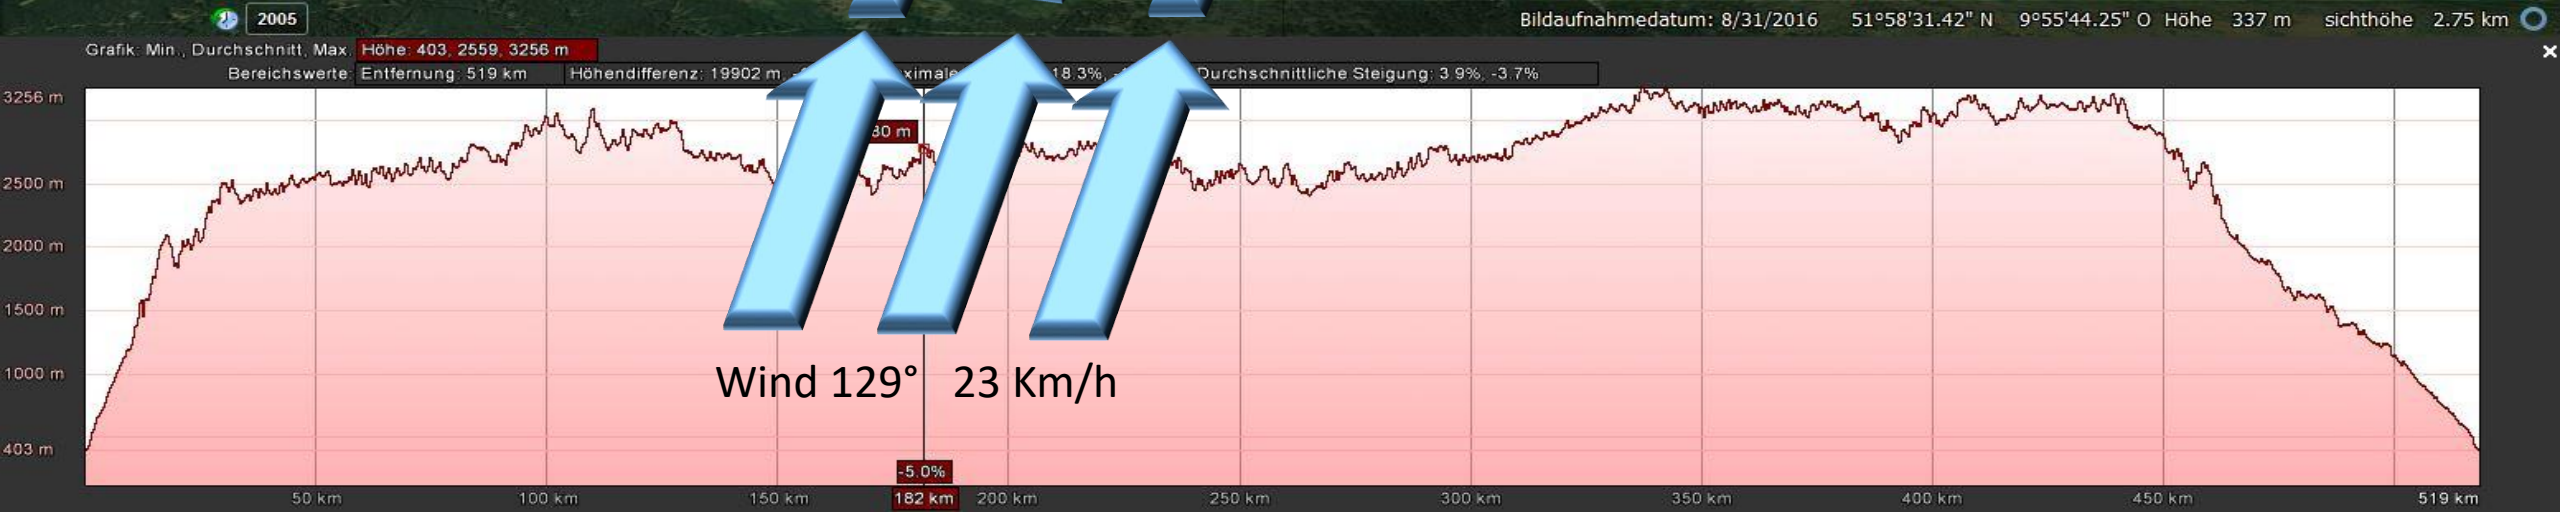 2005
Bildaufnahmedatum: 8/31/2016 51°58'31.42" N 9°55'44.25" O Höhe 337 m sichthöhe 2.75 km
Grafik: Min., Durchschnitt, Max. Höhe: 403, 2559, 3256 m
Bereichswerte: Entfernung: 519 km Höhendifferenz: 19902 m, 18.3%, Durchschnittliche Steigung: 3.9%, -3.7%
3256 m
2500 m
2000 m
1500 m
1000 m
403 m
Wind 129° 23 Km/h
-5.0%
50 km 100 km 150 km 182 km 200 km 250 km 300 km 350 km 400 km 450 km 519 km